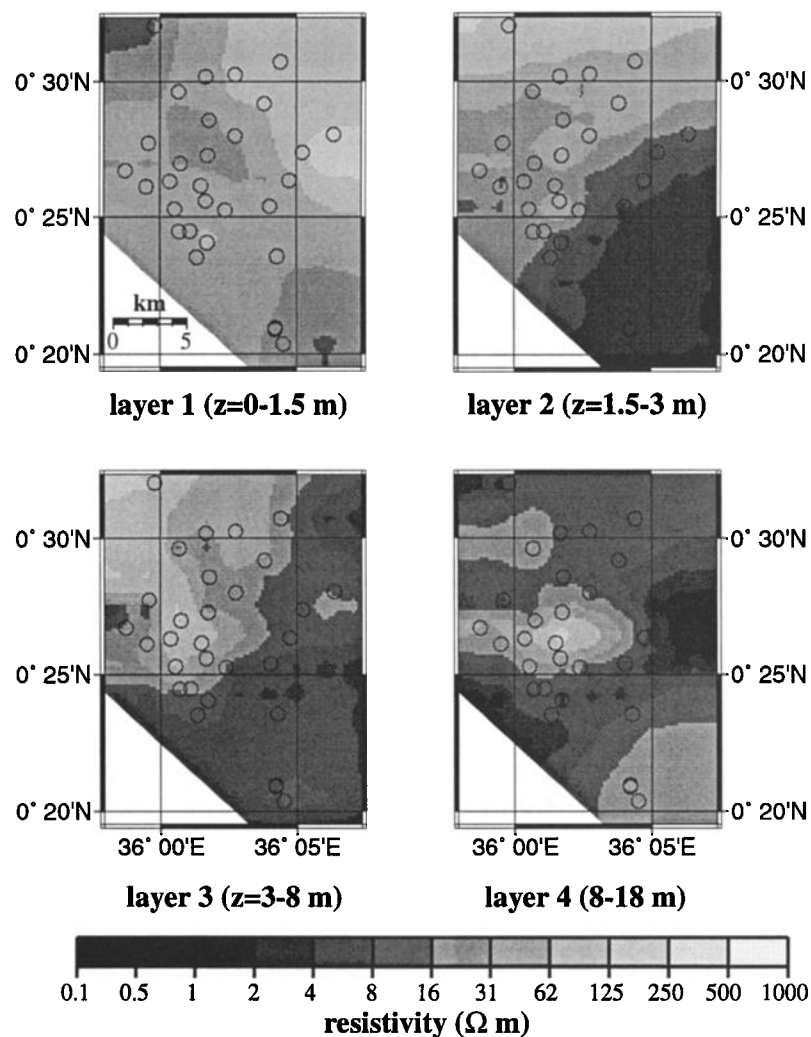 0° 30'N
0° 30'N
0° 25'N
0° 25'N
km
0 5
0° 20'N
0° 20'N
layer 1 (z=0-1.5 m)
layer 2 (z=1.5-3 m)
0° 30'N
0° 30'N
0° 25'N
0° 25'N
0° 20'N
0° 20'N
36° 00'E
36° 05'E
36° 00'E
36° 05'E
layer 3 (z=3-8 m)
layer 4 (8-18 m)
0.1 0.5 1 2 4 8 16 31 62 125 250 500 1000
resistivity (Ω m)